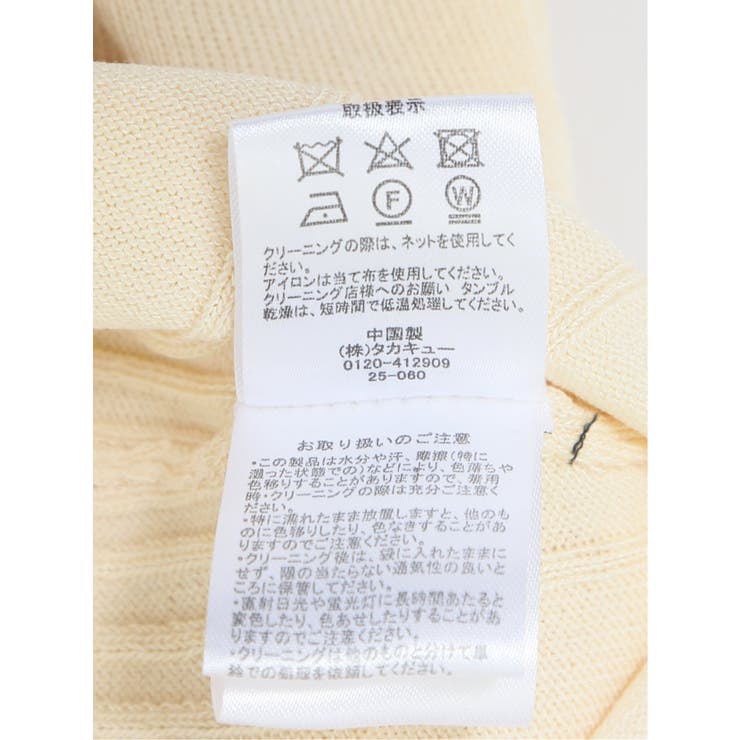 取扱表示
F W
クリーニングの際は、ネットを使用してく
ださい。
アイロンは当て布を使用してください。
クリーニング店様へのお願い タンブル
乾燥は、短時間で低温処理してください。
中国製
(株)タカキュー
0120-412909
25-060
お取り扱いのご注意
・この製品は水分や汗、摩擦(特に
湿った状態での)などにより、色落ちや
色移りすることがありますので、着用
時・クリーニングの際は充分ご注意くだ
さい。
・特に濡れたまま放置しますと、他のも
のに色移りしたり、色なきすることがあ
りますのでご注意ください。
・クリーニング後は、袋に入れたままに
せず、陽の当たらない通気性の良いと
ころに保管してください。
・直射日光や蛍光灯に長時間あたると
変色したり、色あせしたりすることがあ
りますのでご注意ください
・クリーニングは他のものと分けて単
独での処理を依頼してください。